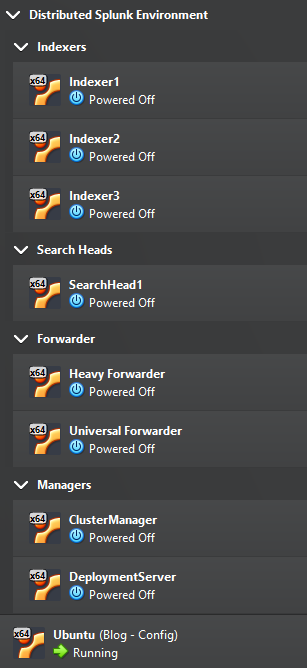 Distributed Splunk Environment
Indexers
x64
Indexer1
Powered Off
x64
Indexer2
Powered Off
x64
Indexer3
Powered Off
Search Heads
x64
SearchHead1
Powered Off
Forwarder
x64
Heavy Forwarder
Powered Off
x64
Universal Forwarder
Powered Off
Managers
x64
ClusterManager
Powered Off
x64
DeploymentServer
Powered Off
x64
Ubuntu (Blog - Config)
Running